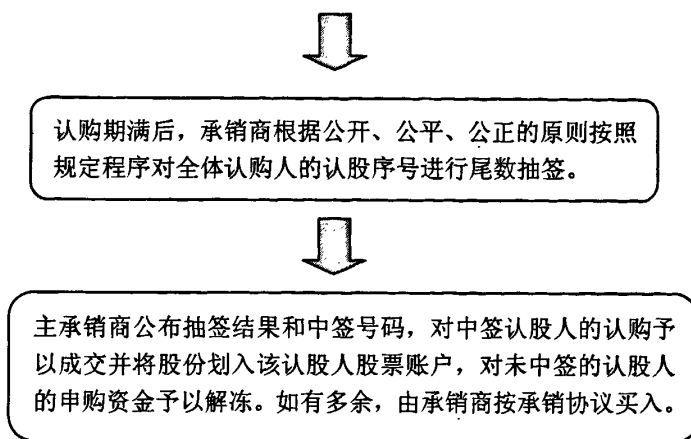 认购期满后，承销商根据公开、公平、公正的原则按照
规定程序对全体认购人的认股序号进行尾数抽签。
主承销商公布抽签结果和中签号码，对中签认股人的认购予
以成交并将股份划入该认股人股票账户，对未中签的认股人
的申购资金予以解冻。如有多余，由承销商按承销协议买入。